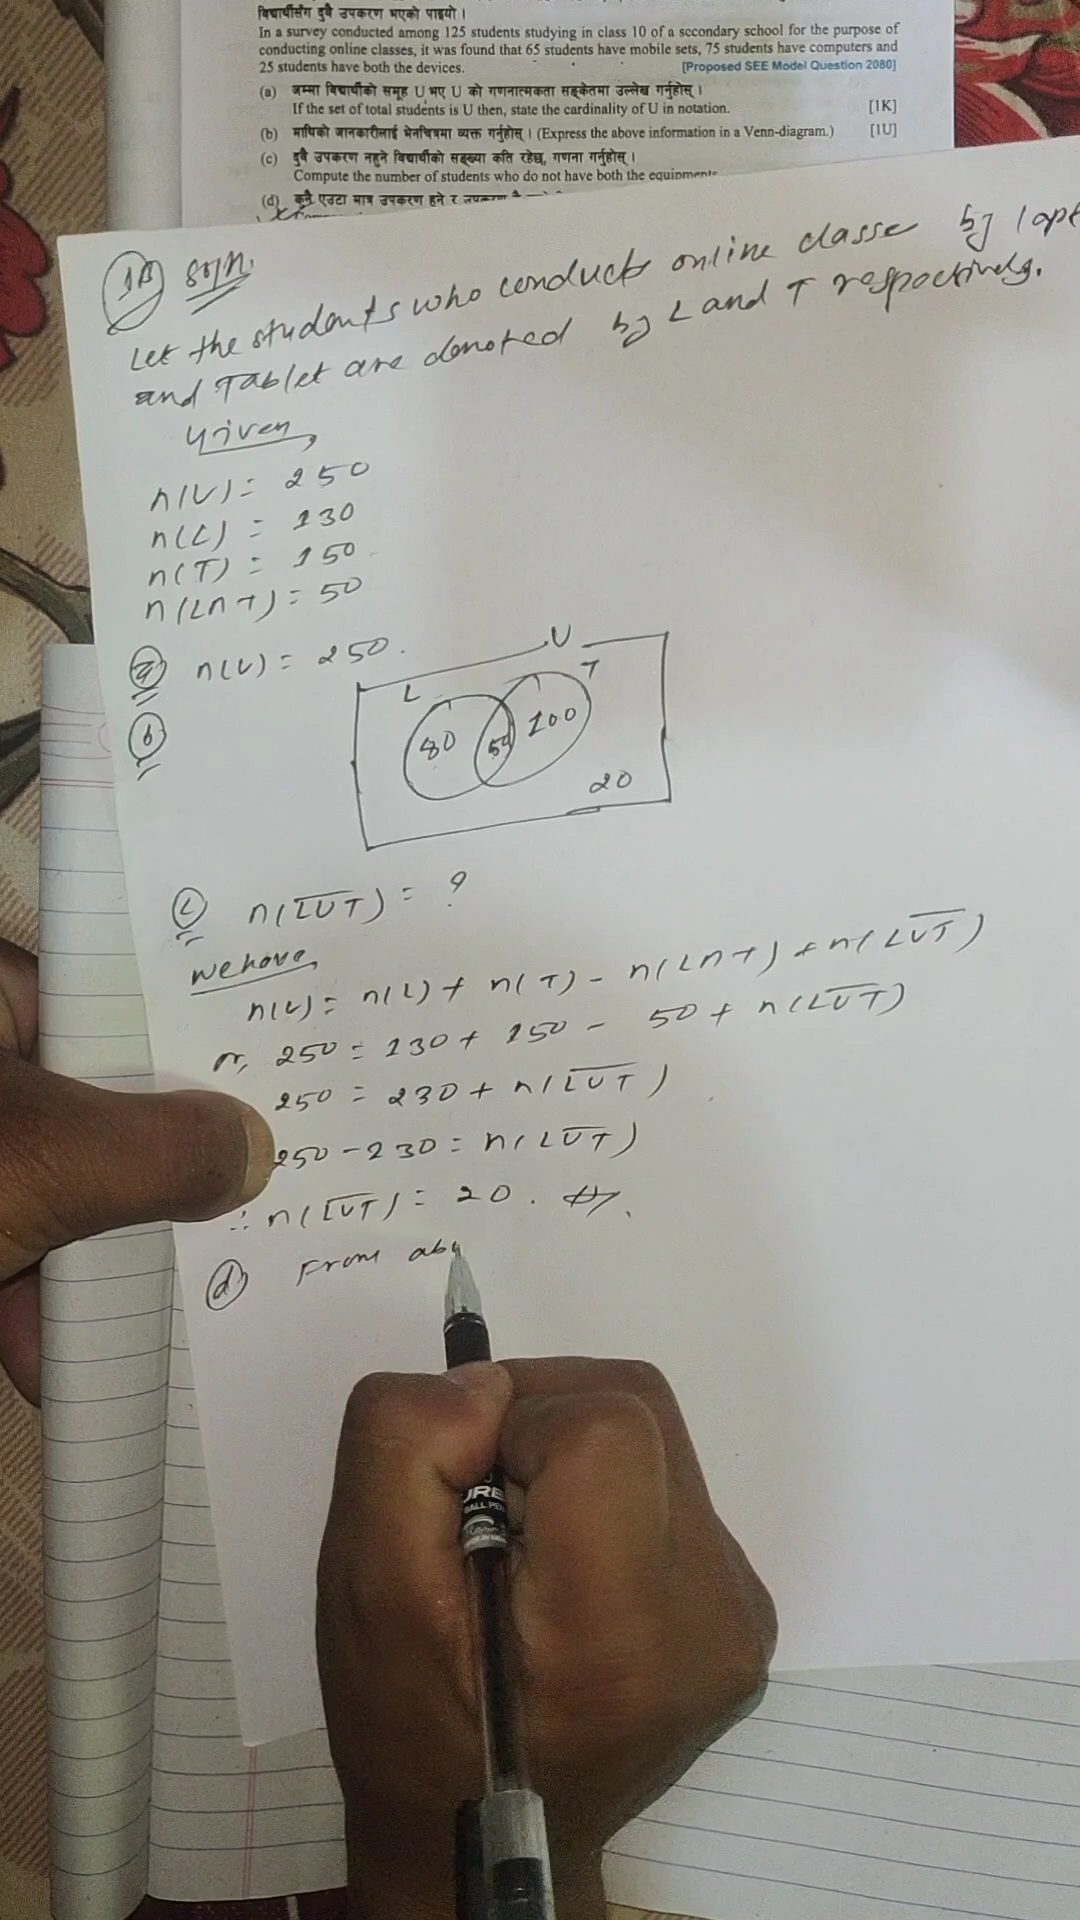 विद्यार्थीसँग दुवै उपकरण भएको पाइयो ।
In a survey conducted among 125 students studying in class 10 of a secondary school for the purpose of
conducting online classes, it was found that 65 students have mobile sets, 75 students have computers and
25 students have both the devices. [Proposed SEE Model Question 2080]
(a) जम्मा विद्यार्थीको समूह U भए U को गणनात्मकता सङ्केतमा उल्लेख गर्नुहोस् ।
If the set of total students is U then, state the cardinality of U in notation. [1K]
(b) माथिको जानकारीलाई भेनचित्रमा व्यक्त गर्नुहोस् । (Express the above information in a Venn-diagram.) [1U]
(c) दुवै उपकरण नहुने विद्यार्थीको सङ्ख्या कति रहेछ, गणना गर्नुहोस् ।
Compute the number of students who do not have both the equipments
(d) कुनै एउटा मात्र उपकरण हुने र
soln.
Let the students who conducts online classe by lapt
and Tablet are denoted by L and T respectively.
Given,
n(U) = 250
n(L) = 130
n(T) = 150
n(L∩T) = 50
(a) n(U) = 250.
(b)
U
L T
80 50 100
20
(c) n(L̅U̅T̅) = ?
we have,
n(U) = n(L) + n(T) - n(L∩T) + n(L̅U̅T̅)
or, 250 = 130 + 150 - 50 + n(L̅U̅T̅)
250 = 230 + n(L̅U̅T̅)
250 - 230 = n(L̅U̅T̅)
∴ n(L̅U̅T̅) = 20.
(d) From abo